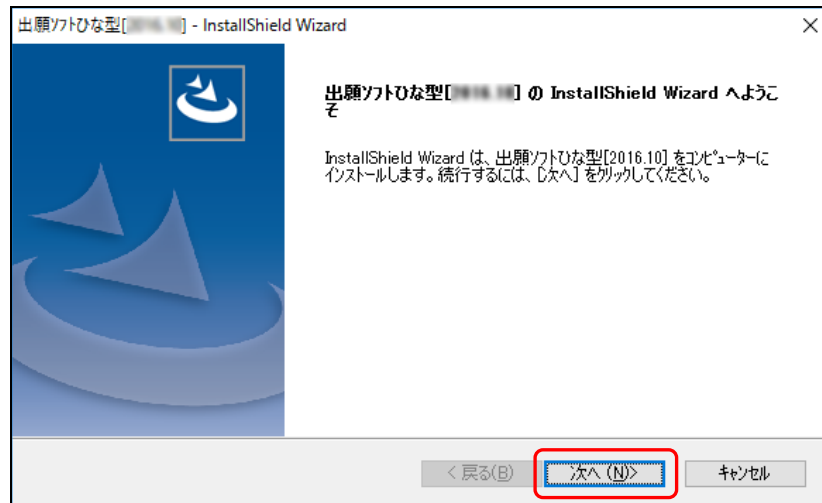 出願ソフトひな型[ ] - InstallShield Wizard
出願ソフトひな型[ ] の InstallShield Wizard へようこ
そ
InstallShield Wizard は、出願ソフトひな型[2016.10] をコンピューターに
インストールします。続行するには、[次へ] をクリックしてください。
< 戻る(B)
次へ (N)>
キャンセル